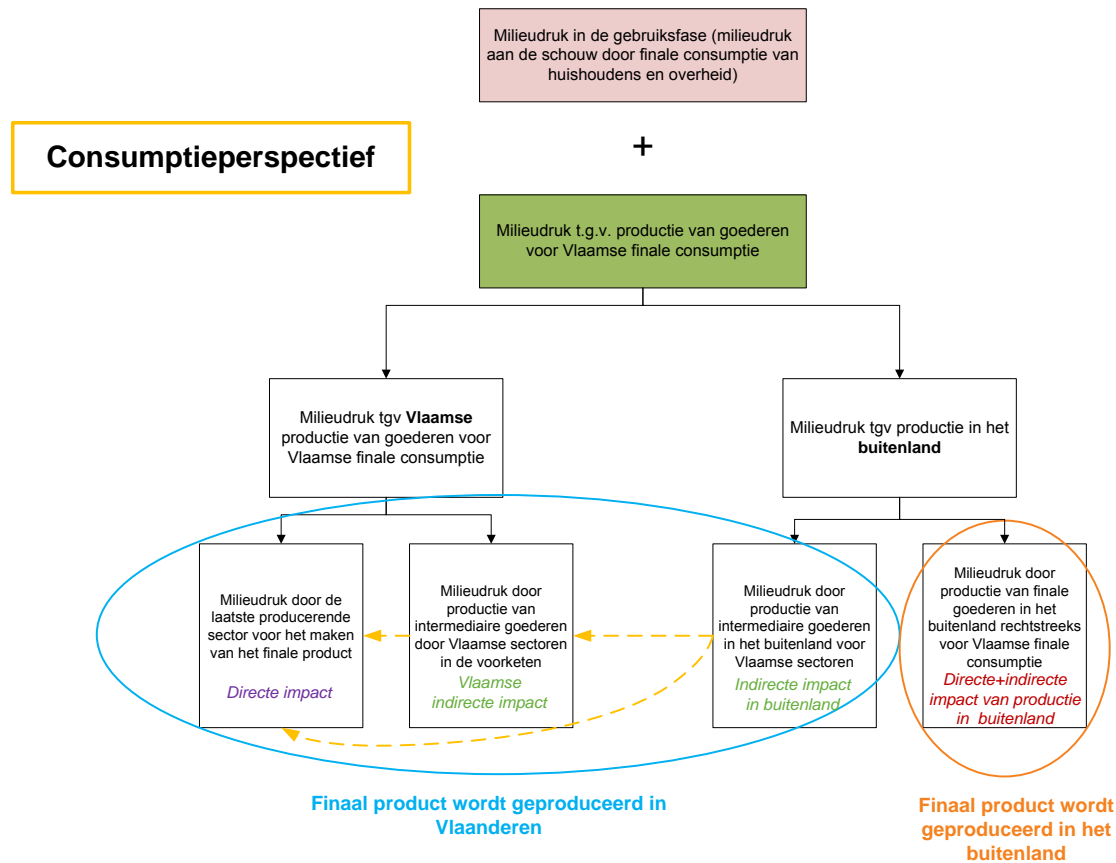 Milieudruk in de gebruiksfase (milieudruk
aan de schouw door finale consumptie van
huishoudens en overheid)
Consumptieperspectief
+
Milieudruk t.g.v. productie van goederen
voor Vlaamse finale consumptie
Milieudruk tgv Vlaamse
productie van goederen voor
Vlaamse finale consumptie
Milieudruk tgv productie in het
buitenland
Milieudruk door de
laatste producerende
sector voor het maken
van het finale product
Directe impact
Milieudruk door
productie van
intermediaire goederen
door Vlaamse sectoren
in de voorketen
Vlaamse
indirecte impact
Milieudruk door
productie van
intermediaire goederen
in het buitenland voor
Vlaamse sectoren
Indirecte impact
in buitenland
Milieudruk door
productie van finale
goederen in het
buitenland rechtstreeks
voor Vlaamse finale
consumptie
Directe+indirecte
impact van productie
in buitenland
Finaal product wordt geproduceerd in
Vlaanderen
Finaal product wordt
geproduceerd in het
buitenland